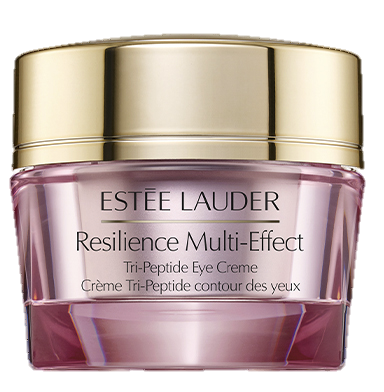 ESTĒE LAUDER
Resilience Multi-Effect
Tri-Peptide Eye Creme
Crème Tri-Peptide contour des yeux